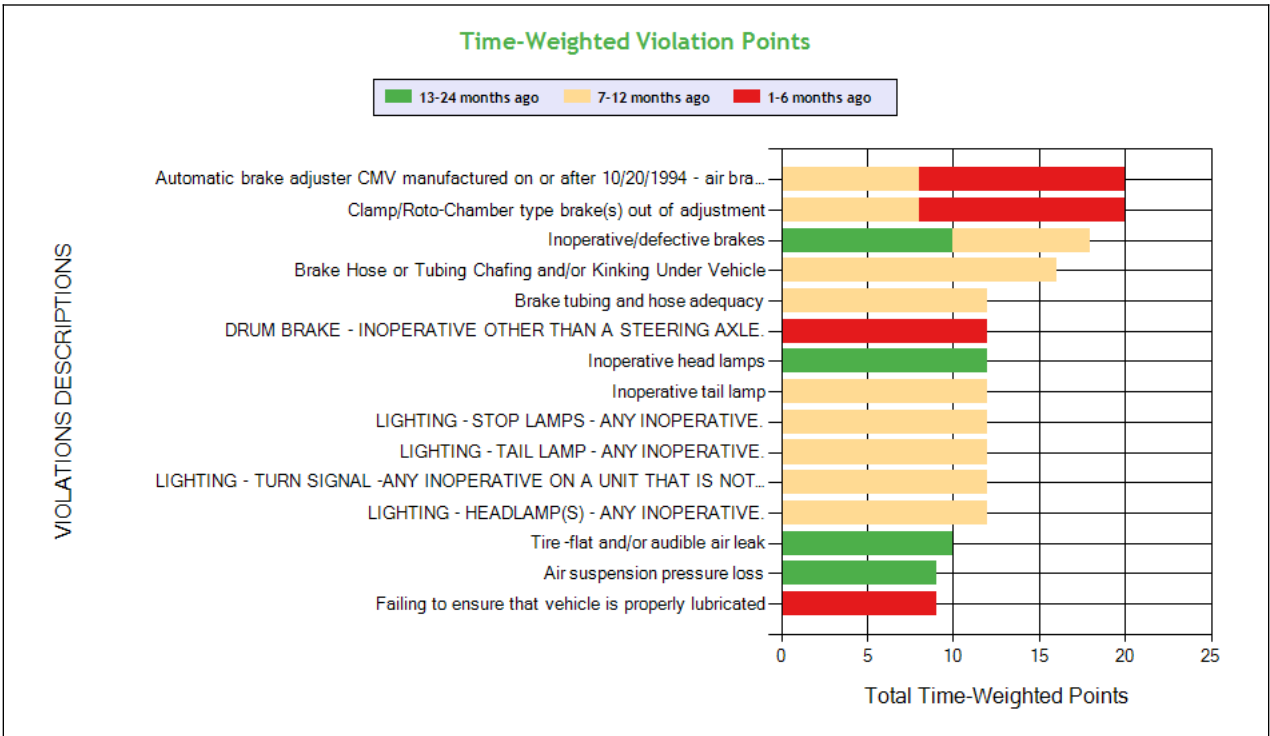 Time-Weighted Violation Points
13-24 months ago 7-12 months ago 1-6 months ago
VIOLATIONS DESCRIPTIONS
Automatic brake adjuster CMV manufactured on or after 10/20/1994 - air bra...
Clamp/Roto-Chamber type brake(s) out of adjustment
Inoperative/defective brakes
Brake Hose or Tubing Chafing and/or Kinking Under Vehicle
Brake tubing and hose adequacy
DRUM BRAKE - INOPERATIVE OTHER THAN A STEERING AXLE.
Inoperative head lamps
Inoperative tail lamp
LIGHTING - STOP LAMPS - ANY INOPERATIVE.
LIGHTING - TAIL LAMP - ANY INOPERATIVE.
LIGHTING - TURN SIGNAL -ANY INOPERATIVE ON A UNIT THAT IS NOT...
LIGHTING - HEADLAMP(S) - ANY INOPERATIVE.
Tire -flat and/or audible air leak
Air suspension pressure loss
Failing to ensure that vehicle is properly lubricated
0 5 10 15 20 25
Total Time-Weighted Points